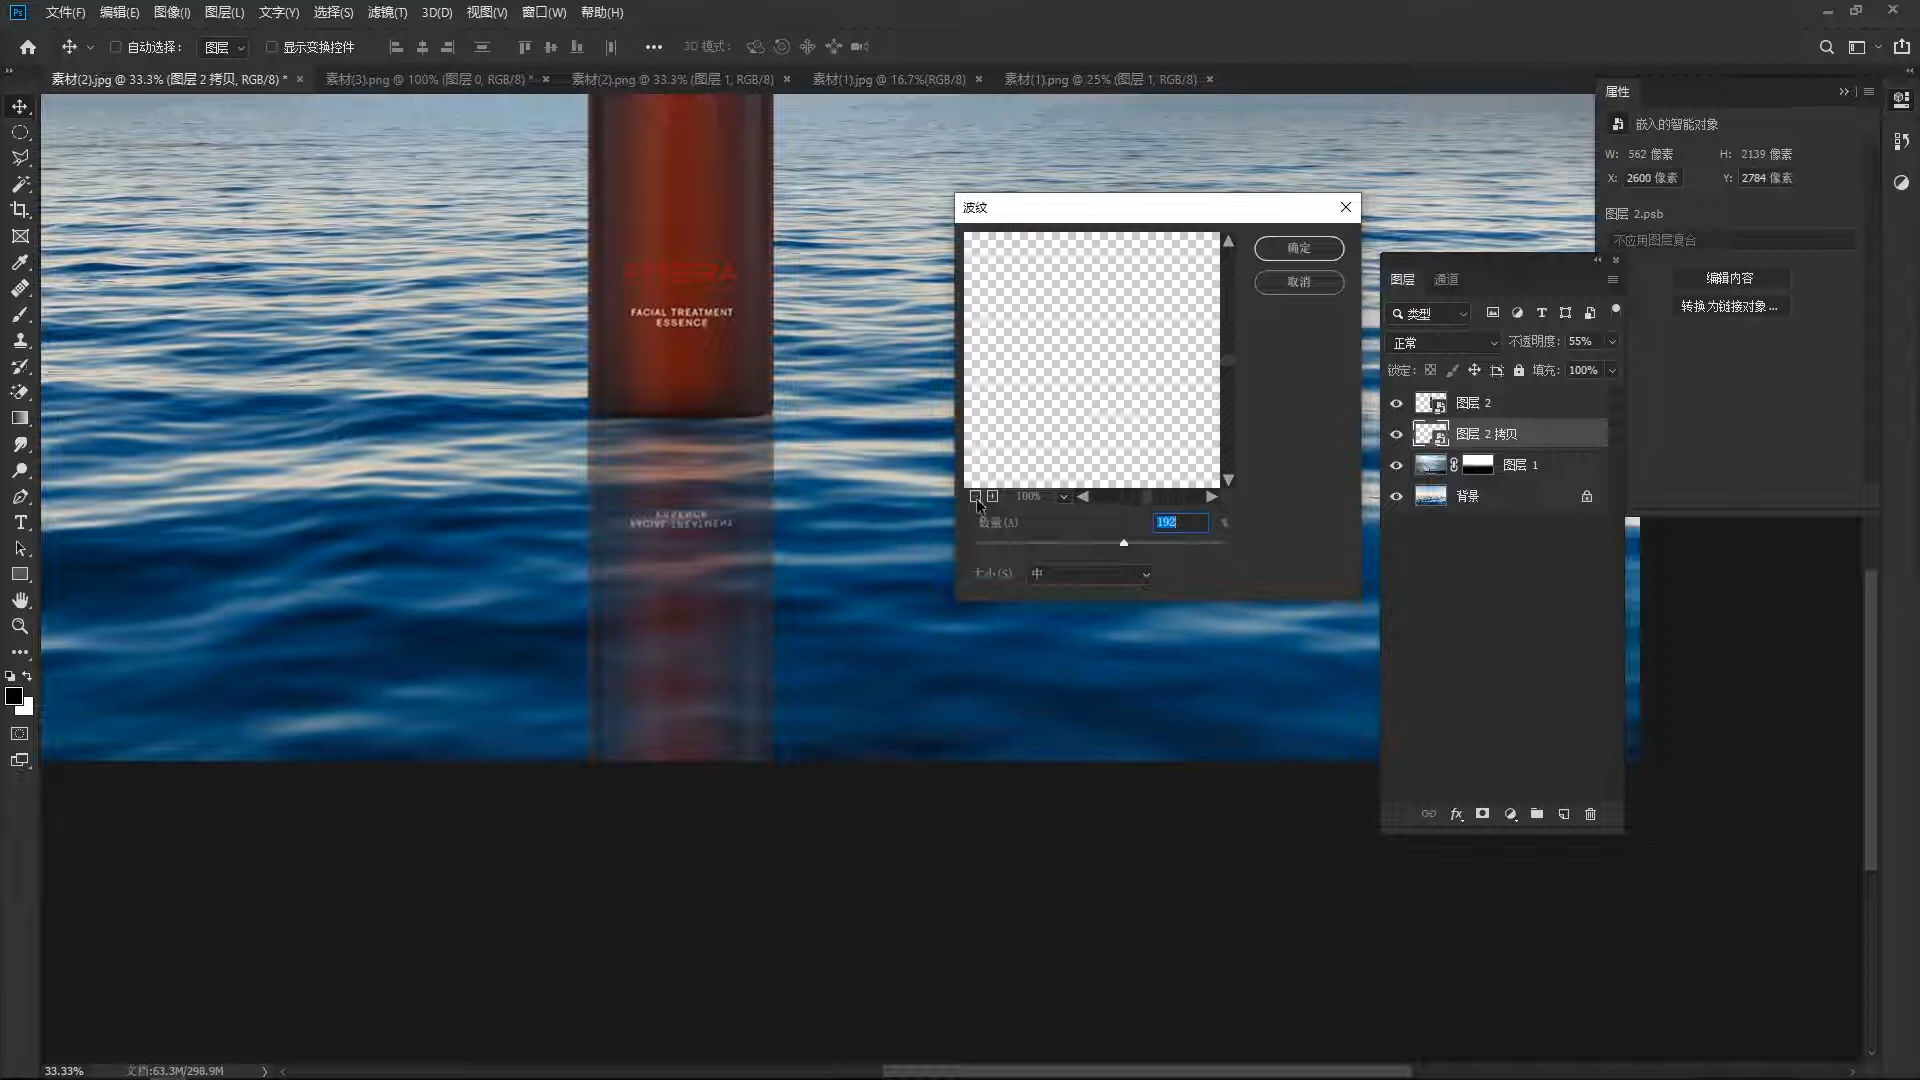 Ps 文件(F) 编辑(E) 图像(I) 图层(L) 文字(Y) 选择(S) 滤镜(T) 3D(D) 视图(V) 窗口(W) 帮助(H)
自动选择: 图层 显示变换控件 3D 模式:
素材(2).jpg @ 33.3% (图层 2 拷贝, RGB/8) * 素材(3).png @ 100% (图层 0, RGB/8) * 素材(2).png @ 33.3% (图层 1, RGB/8) 素材(1).jpg @ 16.7%(RGB/8) 素材(1).png @ 25% (图层 1, RGB/8)
属性
嵌入的智能对象
W: 562 像素 H: 2139 像素
X: 2600 像素 Y: 2784 像素
图层 2.psb
不应用图层复合
编辑内容
转换为链接对象...
波纹
确定
取消
100%
数量(A) 192 %
大小(S) 中
图层 通道
类型
正常 不透明度: 55%
锁定: 填充: 100%
图层 2
图层 2 拷贝
图层 1
背景
FACIAL TREATMENT
ESSENCE
ESSENCE
FACIAL TREATMENT
33.33% 文档:63.3M/298.9M